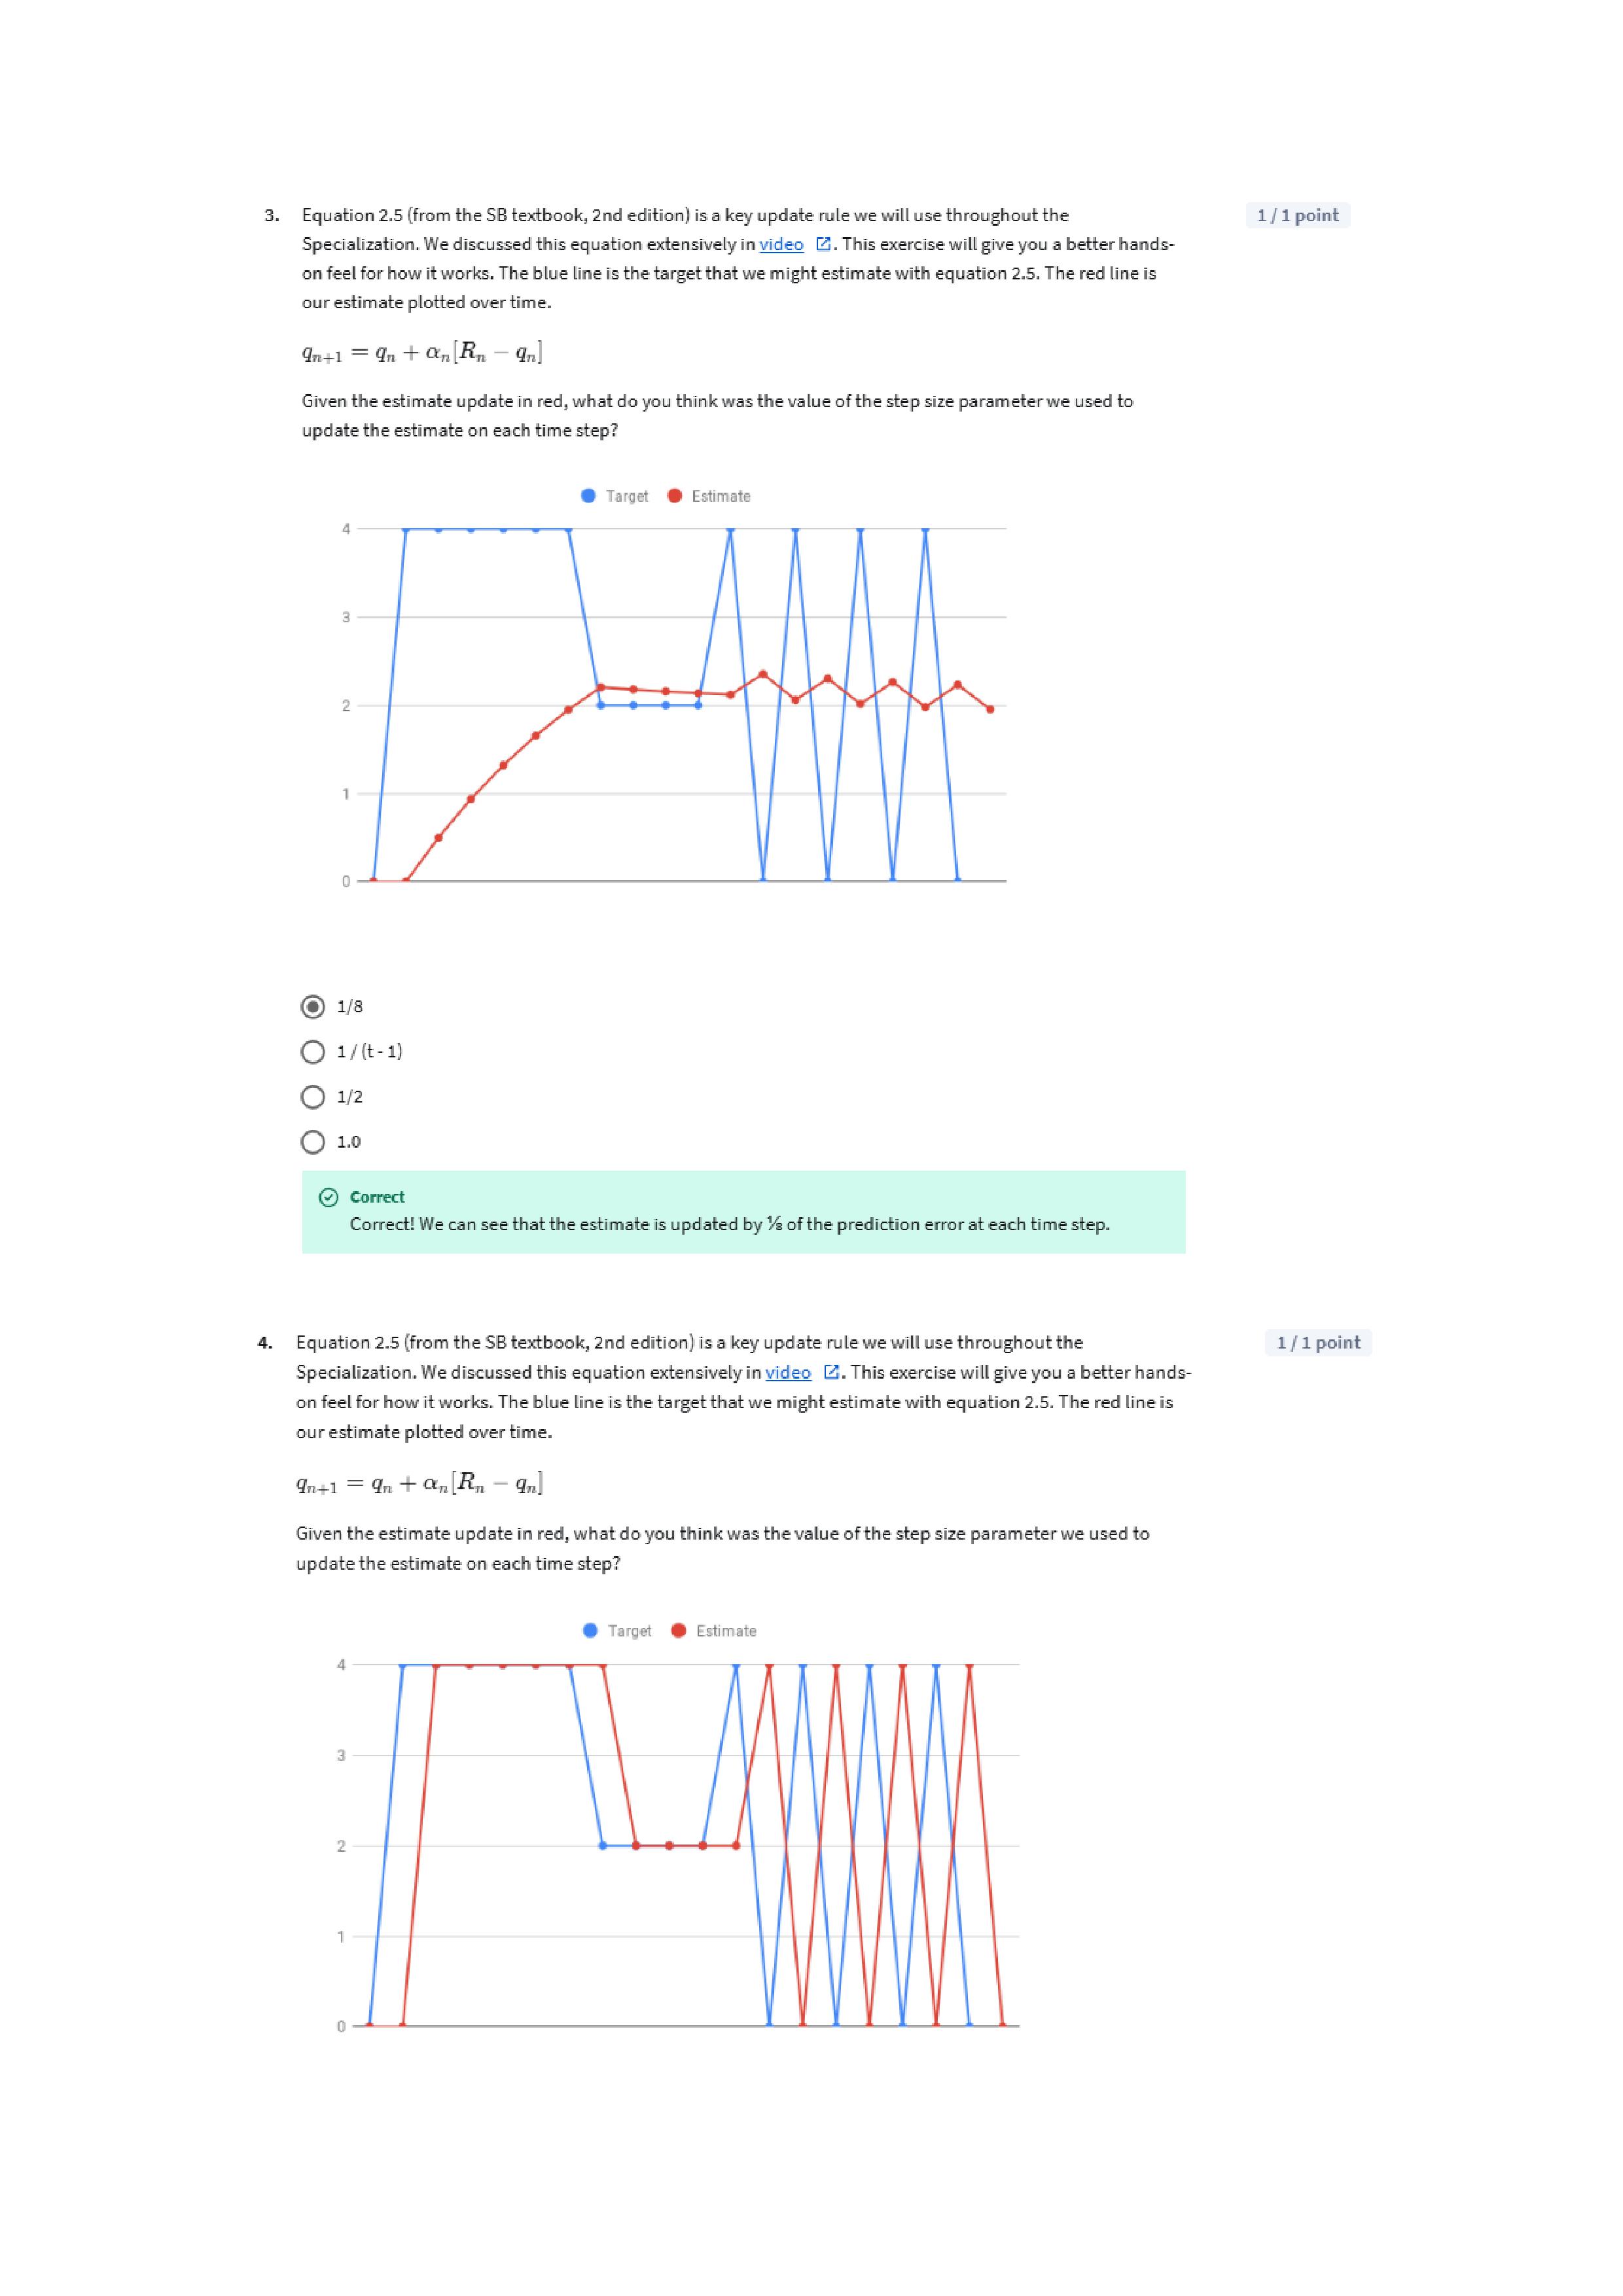 3. Equation 2.5 (from the SB textbook, 2nd edition) is a key update rule we will use throughout the
1 / 1 point
Specialization. We discussed this equation extensively in video. This exercise will give you a better hands-
on feel for how it works. The blue line is the target that we might estimate with equation 2.5. The red line is
our estimate plotted over time.
qₙ₊₁ = qₙ + αₙ[Rₙ − qₙ]
Given the estimate update in red, what do you think was the value of the step size parameter we used to
update the estimate on each time step?
Target Estimate
4
3
2
1
0
1/8
1 / (t - 1)
1/2
1.0
Correct
Correct! We can see that the estimate is updated by ⅛ of the prediction error at each time step.
4. Equation 2.5 (from the SB textbook, 2nd edition) is a key update rule we will use throughout the
1 / 1 point
Specialization. We discussed this equation extensively in video. This exercise will give you a better hands-
on feel for how it works. The blue line is the target that we might estimate with equation 2.5. The red line is
our estimate plotted over time.
qₙ₊₁ = qₙ + αₙ[Rₙ − qₙ]
Given the estimate update in red, what do you think was the value of the step size parameter we used to
update the estimate on each time step?
Target Estimate
4
3
2
1
0